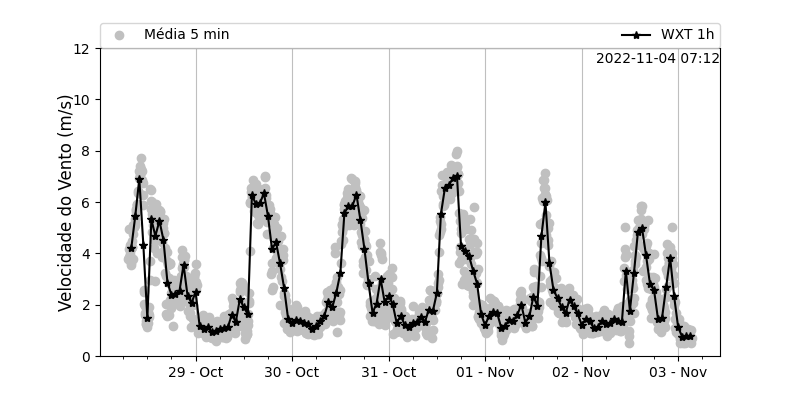 Média 5 min
WXT 1h
2022-11-04 07:12
Velocidade do Vento (m/s)
12
10
8
6
4
2
0
29 - Oct
30 - Oct
31 - Oct
01 - Nov
02 - Nov
03 - Nov